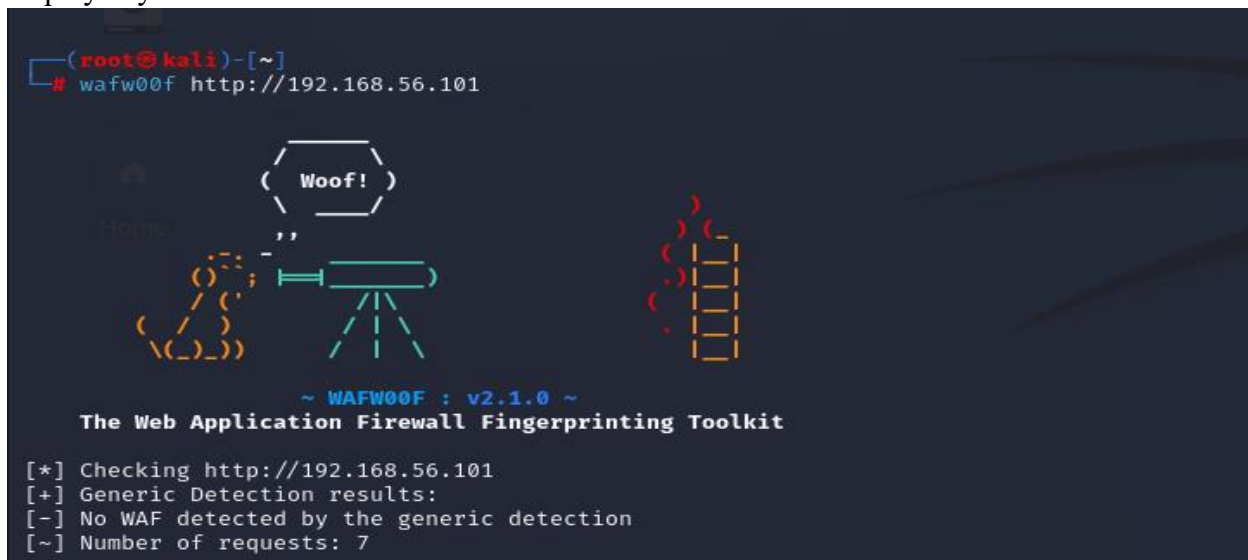 (root㉿kali)-[~]
# wafw00f http://192.168.56.101
Woof!
Home
~ WAFW00F : v2.1.0 ~
The Web Application Firewall Fingerprinting Toolkit
[*] Checking http://192.168.56.101
[+] Generic Detection results:
[-] No WAF detected by the generic detection
[~] Number of requests: 7